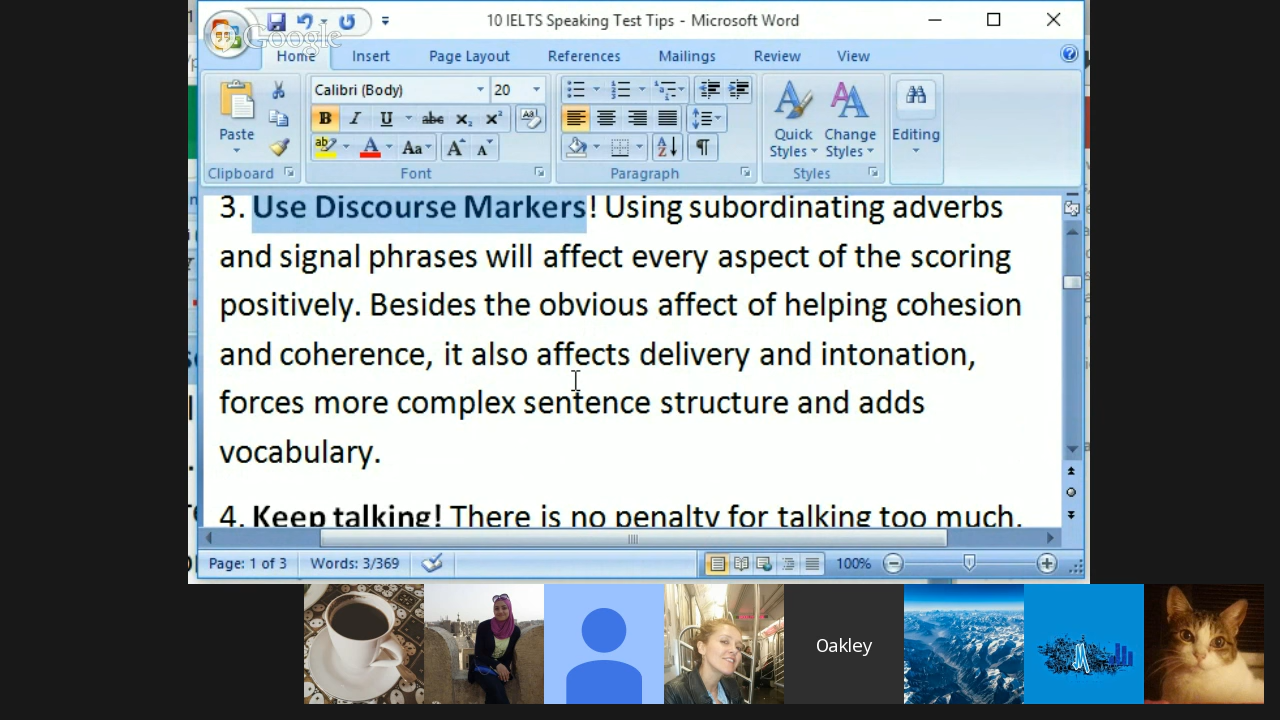 10 IELTS Speaking Test Tips - Microsoft Word
Google
Home Insert Page Layout References Mailings Review View
Calibri (Body) 20
Paste
Quick Styles
Change Styles
Editing
Clipboard Font Paragraph Styles
3. Use Discourse Markers! Using subordinating adverbs
and signal phrases will affect every aspect of the scoring
positively. Besides the obvious affect of helping cohesion
and coherence, it also affects delivery and intonation,
forces more complex sentence structure and adds
vocabulary.
4. Keep talking! There is no penalty for talking too much.
Page: 1 of 3 Words: 3/369 100%
Oakley